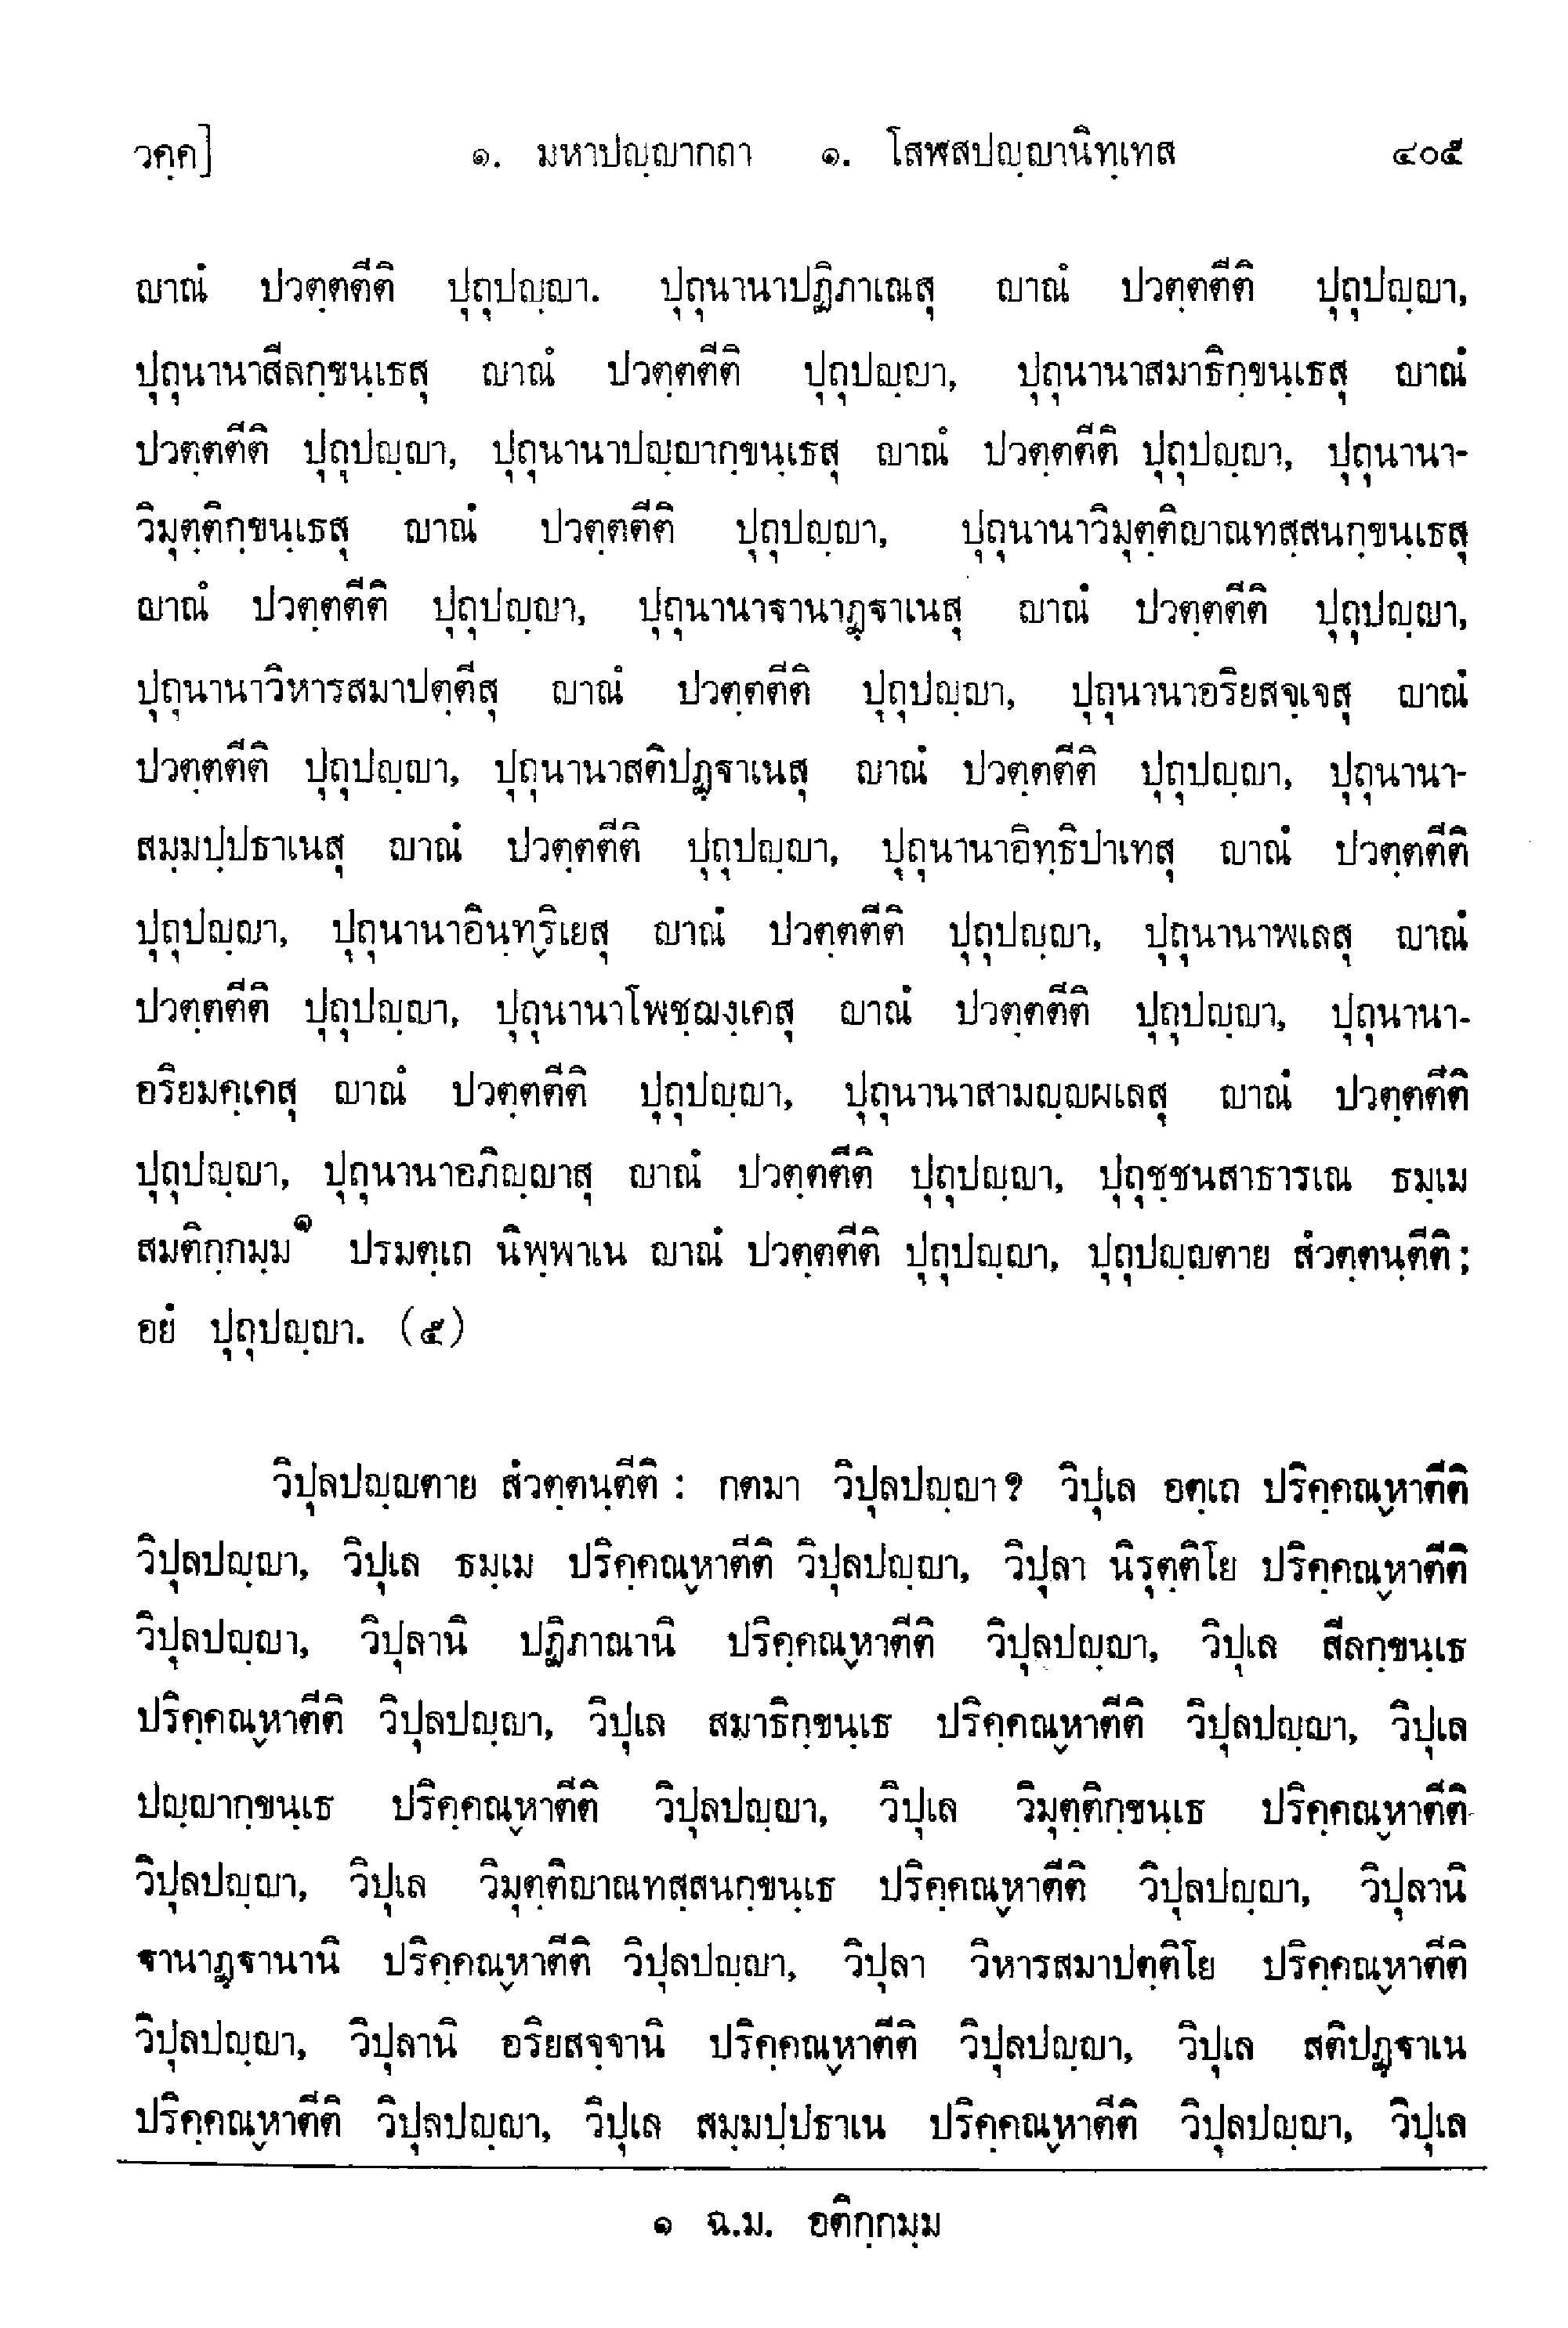 วคฺค]	๑. มหาปญฺญากถา ๑. โสฬสปญฺญานิทฺเทส	๔๐๕
ญาณํ ปวตฺตตีติ ปุถุปญฺญา. ปุถุนานาปฏิภาเณสุ ญาณํ ปวตฺตตีติ ปุถุปญฺญา,
ปุถุนานาสีลกฺขนฺเธสุ ญาณํ ปวตฺตตีติ ปุถุปญฺญา, ปุถุนานาสมาธิกฺขนฺเธสุ ญาณํ
ปวตฺตตีติ ปุถุปญฺญา, ปุถุนานาปญฺญากฺขนฺเธสุ ญาณํ ปวตฺตตีติ ปุถุปญฺญา, ปุถุนานา-
วิมุตฺติกฺขนฺเธสุ ญาณํ ปวตฺตตีติ ปุถุปญฺญา, ปุถุนานาวิมุตฺติญาณทสฺสนกฺขนฺเธสุ
ญาณํ ปวตฺตตีติ ปุถุปญฺญา, ปุถุนานาฐานาฏฺฐาเนสุ ญาณํ ปวตฺตตีติ ปุถุปญฺญา,
ปุถุนานาวิหารสมาปตฺตีสุ ญาณํ ปวตฺตตีติ ปุถุปญฺญา, ปุถุนานาอริยสจฺเจสุ ญาณํ
ปวตฺตตีติ ปุถุปญฺญา, ปุถุนานาสติปฏฺฐาเนสุ ญาณํ ปวตฺตตีติ ปุถุปญฺญา, ปุถุนานา-
สมฺมปฺปธาเนสุ ญาณํ ปวตฺตตีติ ปุถุปญฺญา, ปุถุนานาอิทฺธิปาเทสุ ญาณํ ปวตฺตตีติ
ปุถุปญฺญา, ปุถุนานาอินฺทฺริเยสุ ญาณํ ปวตฺตตีติ ปุถุปญฺญา, ปุถุนานาพเลสุ ญาณํ
ปวตฺตตีติ ปุถุปญฺญา, ปุถุนานาโพชฺฌงฺเคสุ ญาณํ ปวตฺตตีติ ปุถุปญฺญา, ปุถุนานา-
อริยมคฺเคสุ ญาณํ ปวตฺตตีติ ปุถุปญฺญา, ปุถุนานาสามญฺญผเลสุ ญาณํ ปวตฺตตีติ
ปุถุปญฺญา, ปุถุนานาอภิญฺญาสุ ญาณํ ปวตฺตตีติ ปุถุปญฺญา, ปุถุชฺชนสาธารเณ ธมฺเม
สมติกฺกมฺม๑ ปรมตฺเถ นิพฺพาเน ญาณํ ปวตฺตตีติ ปุถุปญฺญา, ปุถุปญฺญตาย สํวตฺตนฺตีติ;
อยํ ปุถุปญฺญา. (๕)
วิปุลปญฺญตาย สํวตฺตนฺตีติ : กตมา วิปุลปญฺญา? วิปุเล อตฺเถ ปริคฺคณฺหาตีติ
วิปุลปญฺญา, วิปุเล ธมฺเม ปริคฺคณฺหาตีติ วิปุลปญฺญา, วิปุลา นิรุตฺติโย ปริคฺคณฺหาตีติ
วิปุลปญฺญา, วิปุลานิ ปฏิภาณานิ ปริคฺคณฺหาตีติ วิปุลปญฺญา, วิปุเล สีลกฺขนฺเธ
ปริคฺคณฺหาตีติ วิปุลปญฺญา, วิปุเล สมาธิกฺขนฺเธ ปริคฺคณฺหาตีติ วิปุลปญฺญา, วิปุเล
ปญฺญากฺขนฺเธ ปริคฺคณฺหาตีติ วิปุลปญฺญา, วิปุเล วิมุตฺติกฺขนฺเธ ปริคฺคณฺหาตีติ
วิปุลปญฺญา, วิปุเล วิมุตฺติญาณทสฺสนกฺขนฺเธ ปริคฺคณฺหาตีติ วิปุลปญฺญา, วิปุลานิ
ฐานาฏฺฐานานิ ปริคฺคณฺหาตีติ วิปุลปญฺญา, วิปุลา วิหารสมาปตฺติโย ปริคฺคณฺหาตีติ
วิปุลปญฺญา, วิปุลานิ อริยสจฺจานิ ปริคฺคณฺหาตีติ วิปุลปญฺญา, วิปุเล สติปฏฺฐาเน
ปริคฺคณฺหาตีติ วิปุลปญฺญา, วิปุเล สมฺมปฺปธาเน ปริคฺคณฺหาตีติ วิปุลปญฺญา, วิปุเล
๑ ฉ.ม. อติกฺกมฺม